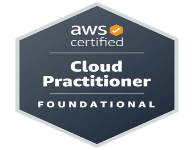 aws
certified
Cloud
Practitioner
FOUNDATIONAL